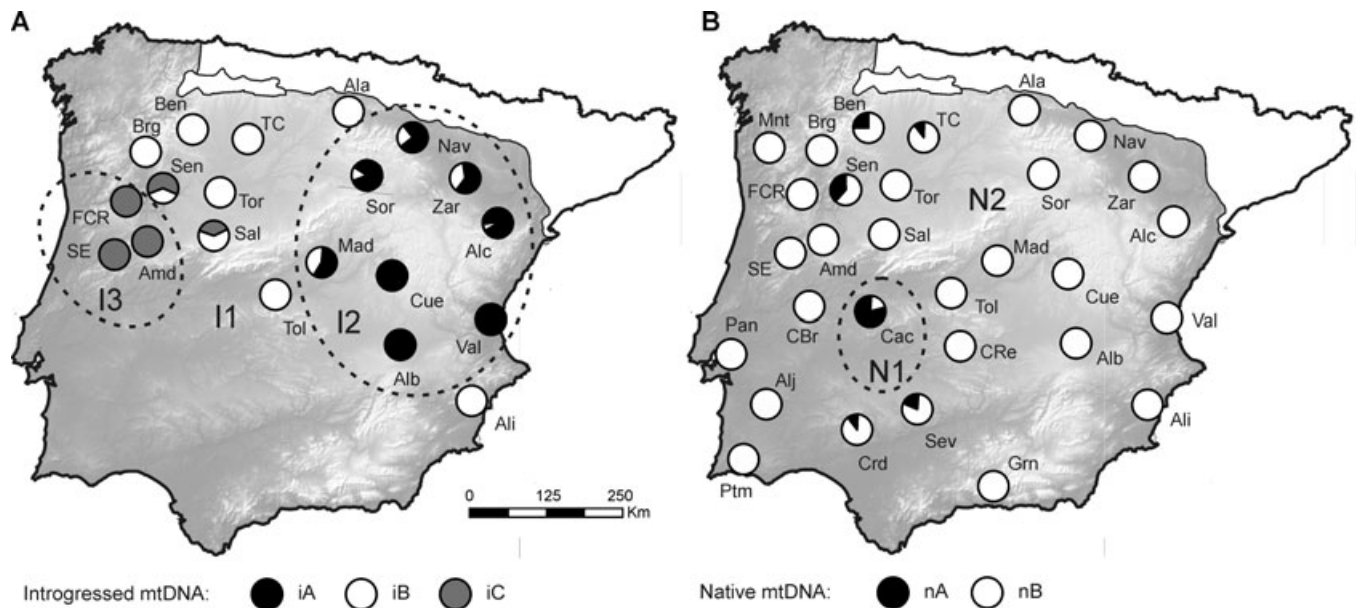 A
Ala
Ben
TC
Brg
Nav
Sen
Sor
Zar
FCR
Tor
Alc
SE
Sal
Mad
Amd
I3
I1
Cue
Tol
I2
Val
Alb
Ali
0 125 250
Km
Introgressed mtDNA: iA iB iC
B
Ala
Ben
TC
Mnt
Brg
Nav
Sen
N2
FCR
Tor
Sor
Zar
Alc
Sal
Mad
SE
Amd
Cue
Tol
Pan
CBr
Cac
Val
CRe
Alb
N1
Alj
Ali
Sev
Crd
Grn
Ptm
Native mtDNA: nA nB